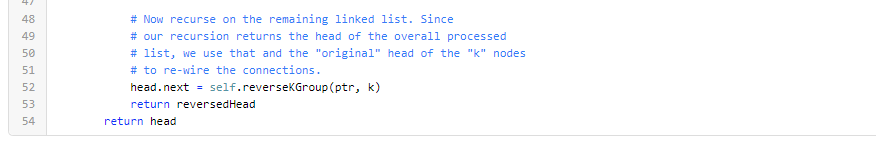 47
48 # Now recurse on the remaining linked list. Since
49 # our recursion returns the head of the overall processed
50 # list, we use that and the "original" head of the "k" nodes
51 # to re-wire the connections.
52 head.next = self.reverseKGroup(ptr, k)
53 return reversedHead
54 return head